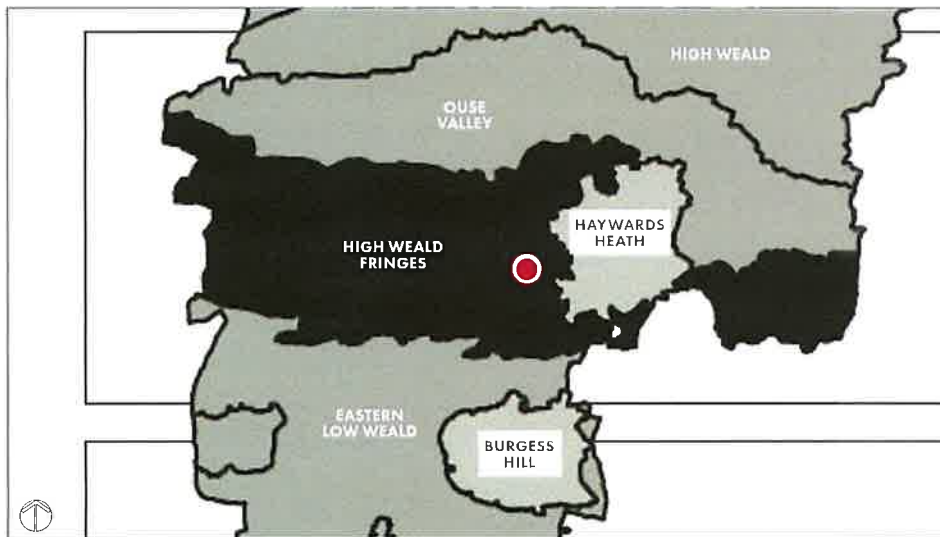 HIGH WEALD
OUSE
VALLEY
HAYWARDS
HEATH
HIGH WEALD
FRINGES
EASTERN
LOW WEALD
BURGESS
HILL